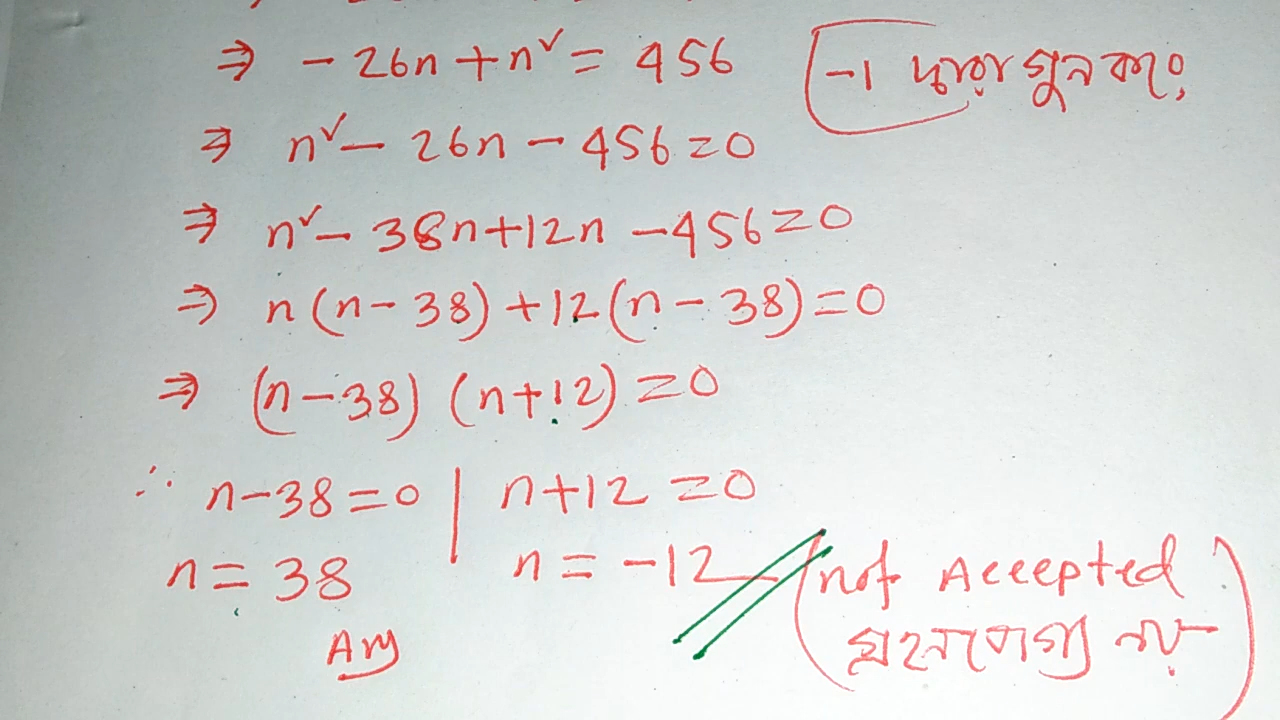 ⇒ - 26n + n² = 456 (-1 দ্বারা গুন করে,
⇒ n² - 26n - 456 = 0
⇒ n² - 38n + 12n - 456 = 0
⇒ n(n - 38) + 12(n - 38) = 0
⇒ (n - 38) (n + 12) = 0
∴ n - 38 = 0 | n + 12 = 0
n = 38 n = -12 (not Accepted
Ans গ্রহনযোগ্য নয়)